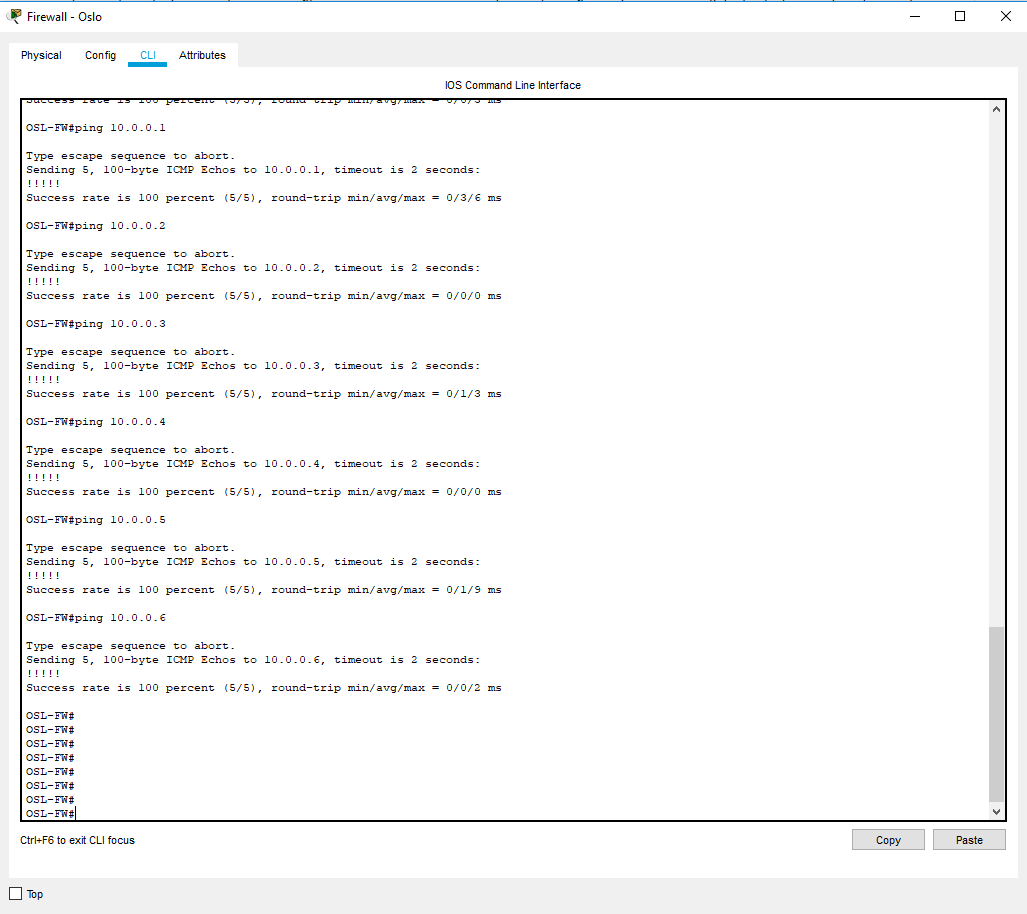 Firewall - Oslo
Physical Config CLI Attributes
IOS Command Line Interface
Success rate is 100 percent (5/5), round-trip min/avg/max = 0/0/3 ms
OSL-FW#ping 10.0.0.1
Type escape sequence to abort.
Sending 5, 100-byte ICMP Echos to 10.0.0.1, timeout is 2 seconds:
!!!!!
Success rate is 100 percent (5/5), round-trip min/avg/max = 0/3/6 ms
OSL-FW#ping 10.0.0.2
Type escape sequence to abort.
Sending 5, 100-byte ICMP Echos to 10.0.0.2, timeout is 2 seconds:
!!!!!
Success rate is 100 percent (5/5), round-trip min/avg/max = 0/0/0 ms
OSL-FW#ping 10.0.0.3
Type escape sequence to abort.
Sending 5, 100-byte ICMP Echos to 10.0.0.3, timeout is 2 seconds:
!!!!!
Success rate is 100 percent (5/5), round-trip min/avg/max = 0/1/3 ms
OSL-FW#ping 10.0.0.4
Type escape sequence to abort.
Sending 5, 100-byte ICMP Echos to 10.0.0.4, timeout is 2 seconds:
!!!!!
Success rate is 100 percent (5/5), round-trip min/avg/max = 0/0/0 ms
OSL-FW#ping 10.0.0.5
Type escape sequence to abort.
Sending 5, 100-byte ICMP Echos to 10.0.0.5, timeout is 2 seconds:
!!!!!
Success rate is 100 percent (5/5), round-trip min/avg/max = 0/1/9 ms
OSL-FW#ping 10.0.0.6
Type escape sequence to abort.
Sending 5, 100-byte ICMP Echos to 10.0.0.6, timeout is 2 seconds:
!!!!!
Success rate is 100 percent (5/5), round-trip min/avg/max = 0/0/2 ms
OSL-FW#
OSL-FW#
OSL-FW#
OSL-FW#
OSL-FW#
OSL-FW#
OSL-FW#
OSL-FW#
Ctrl+F6 to exit CLI focus
Copy Paste
Top